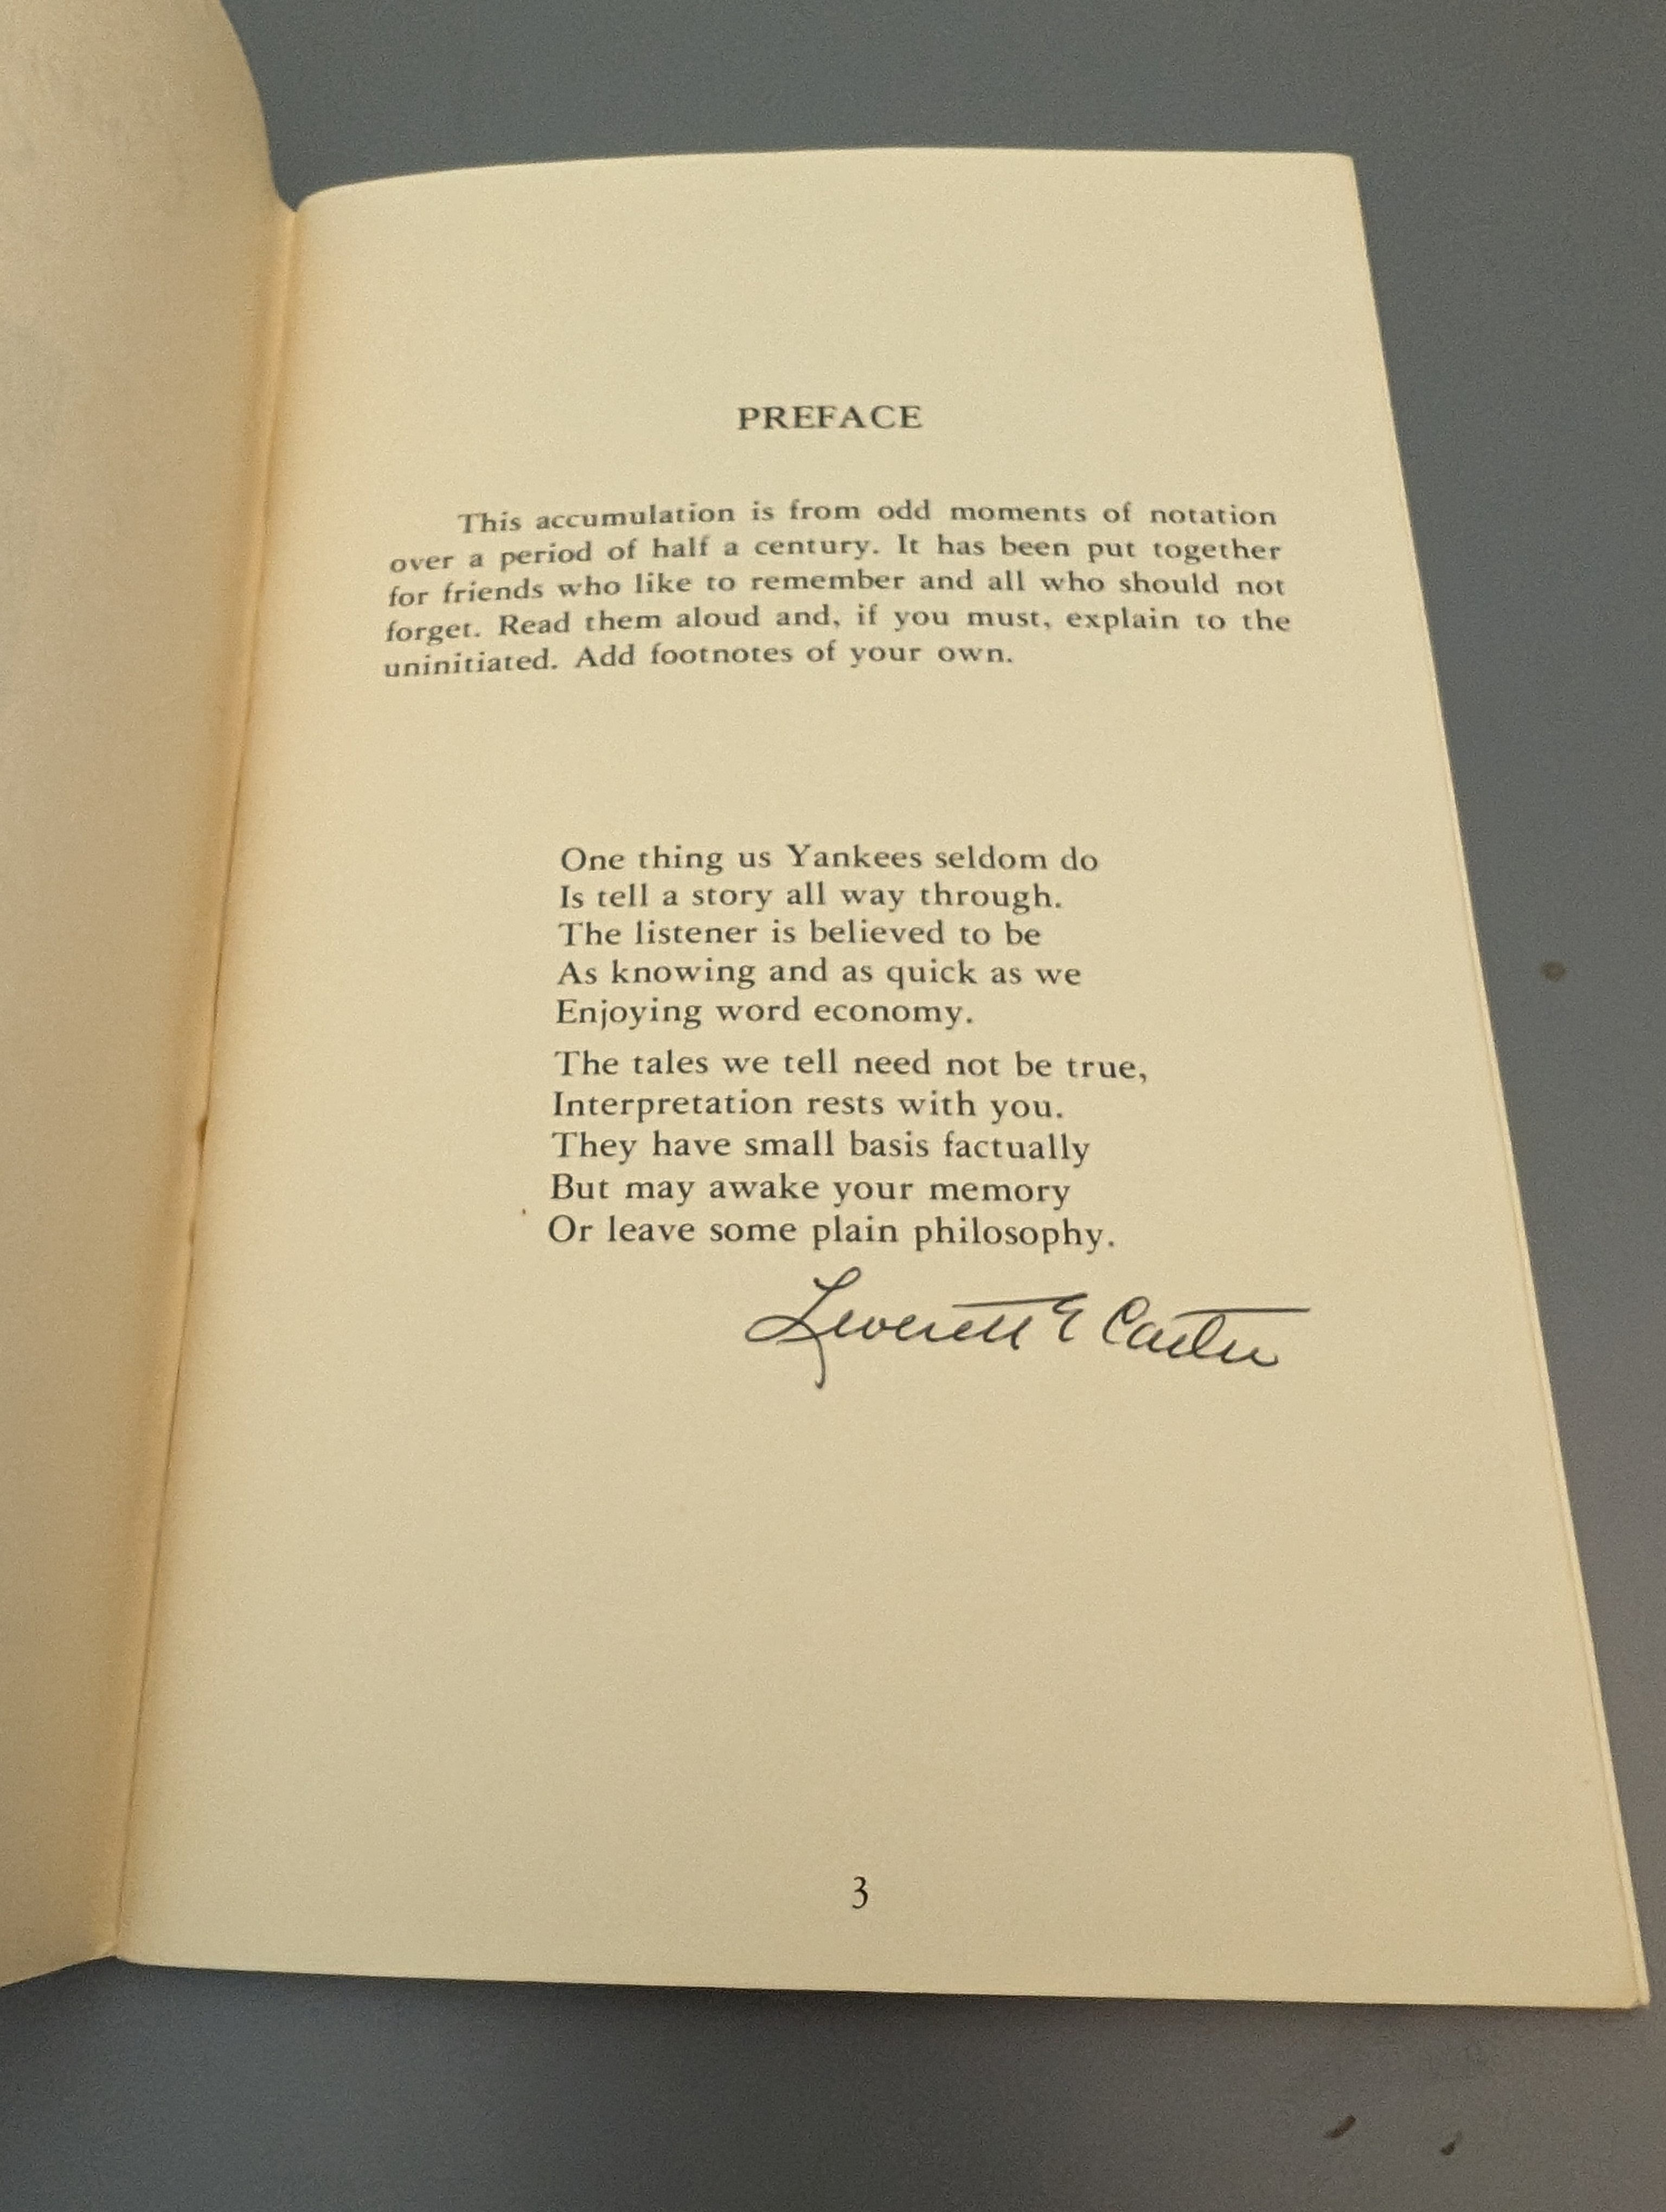 PREFACE
This accumulation is from odd moments of notation
over a period of half a century. It has been put together
for friends who like to remember and all who should not
forget. Read them aloud and, if you must, explain to the
uninitiated. Add footnotes of your own.
One thing us Yankees seldom do
Is tell a story all way through.
The listener is believed to be
As knowing and as quick as we
Enjoying word economy.
The tales we tell need not be true,
Interpretation rests with you.
They have small basis factually
But may awake your memory
Or leave some plain philosophy.
Leverett E Carter
3